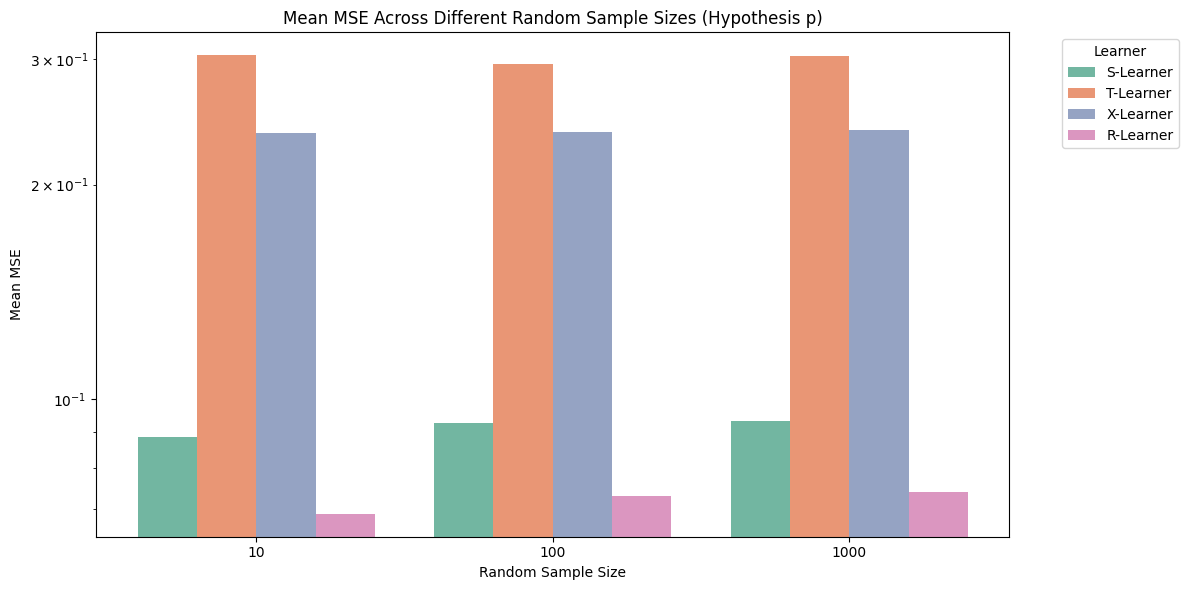 Mean MSE Across Different Random Sample Sizes (Hypothesis p)
Learner
S-Learner
T-Learner
X-Learner
R-Learner
3 × 10⁻¹
2 × 10⁻¹
10⁻¹
Mean MSE
10
100
1000
Random Sample Size